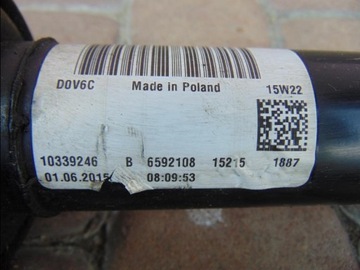 D0V6C Made in Poland 15W22
10339246 B 6592108 15215 1887
01.06.2015 08:09:53